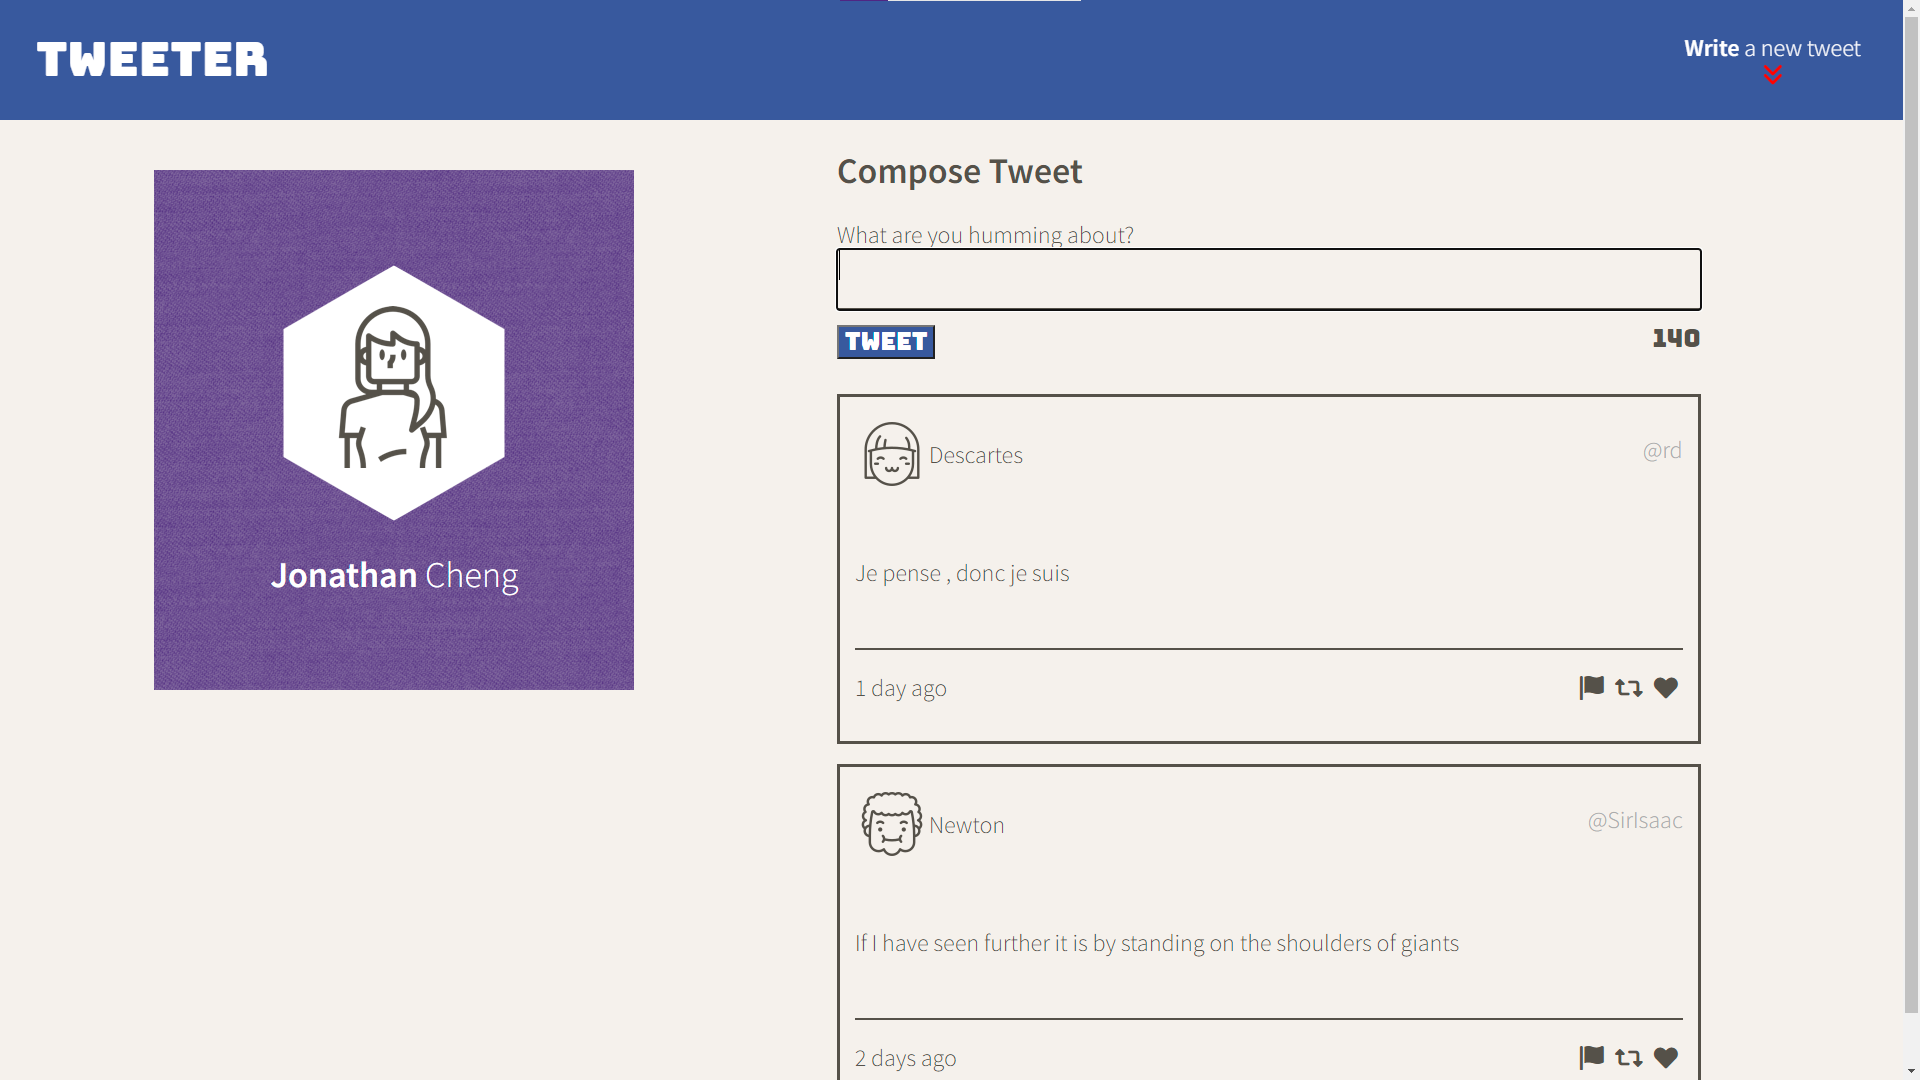 TWEETER
Write a new tweet
Jonathan Cheng
Compose Tweet
What are you humming about?
TWEET
140
Descartes
@rd
Je pense , donc je suis
1 day ago
Newton
@SirIsaac
If I have seen further it is by standing on the shoulders of giants
2 days ago